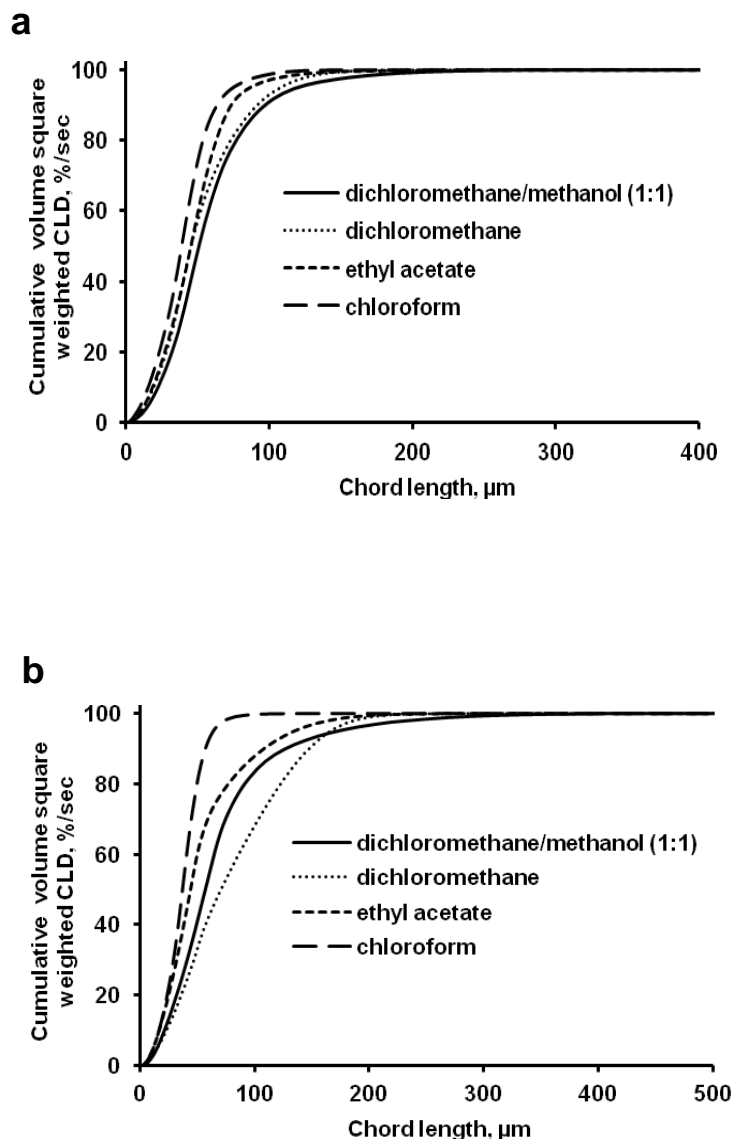 a
100
80
60
40
20
0
Cumulative volume square
weighted CLD, %/sec
dichloromethane/methanol (1:1)
dichloromethane
ethyl acetate
chloroform
0 100 200 300 400
Chord length, µm
b
100
80
60
40
20
0
Cumulative volume square
weighted CLD, %/sec
dichloromethane/methanol (1:1)
dichloromethane
ethyl acetate
chloroform
0 100 200 300 400 500
Chord length, µm